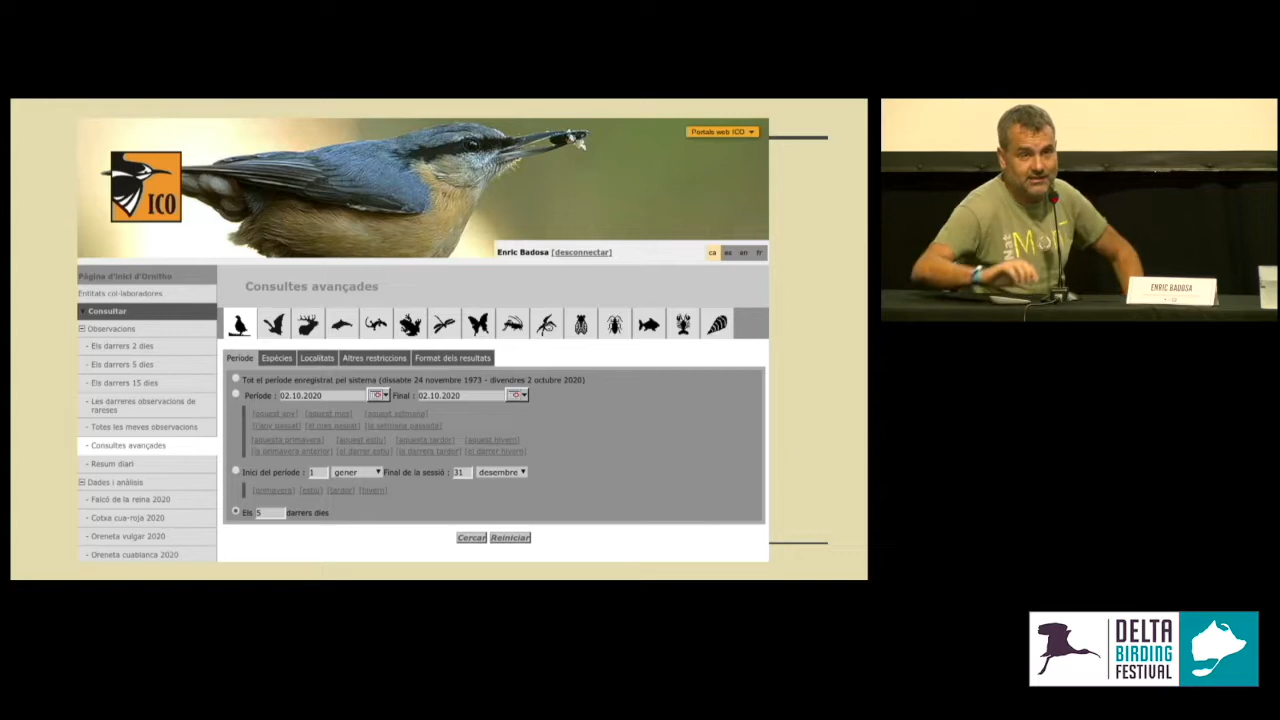 Portals web ICO
ICO
Enric Badosa [desconnectar]
ca es en fr
Pàgina d'inici d'Ornitho
Entitats col·laboradores
Consultar
Observacions
- Els darrers 2 dies
- Els darrers 5 dies
- Els darrers 15 dies
- Les darreres observacions de
rareses
- Totes les meves observacions
- Consultes avançades
- Resum diari
Dades i anàlisis
- Falcó de la reina 2020
- Cotxa cua-roja 2020
- Oreneta vulgar 2020
- Oreneta cuablanca 2020
Consultes avançades
Període Espècies Localitats Altres restriccions Format dels resultats
Tot el període enregistrat pel sistema (dissabte 24 novembre 1973 - divendres 2 octubre 2020)
Període : 02.10.2020 Final : 02.10.2020
[aquest any] [aquest mes] [aquesta setmana]
[l'any passat] [el mes passat] [la setmana passada]
[aquesta primavera] [aquest estiu] [aquesta tardor] [aquest hivern]
[la primavera anterior] [el darrer estiu] [la darrera tardor] [el darrer hivern]
Inici del període : 1 gener Final de la sessió : 31 desembre
[primavera] [estiu] [tardor] [hivern]
Els 5 darrers dies
Cercar Reiniciar
ENRIC BADOSA
DELTA
BIRDING
FESTIVAL